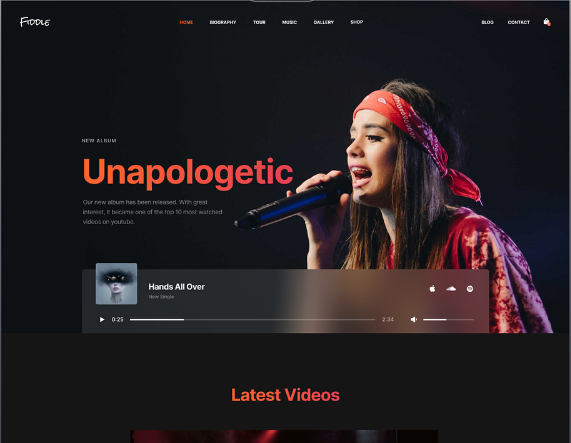 FIDDLE
HOME BIOGRAPHY TOUR MUSIC GALLERY SHOP BLOG CONTACT
NEW ALBUM
Unapologetic
Our new album has been released. With great
interest, it became one of the top 10 most watched
videos on youtube.
Hands All Over
New Single
0:25 2:34
Latest Videos